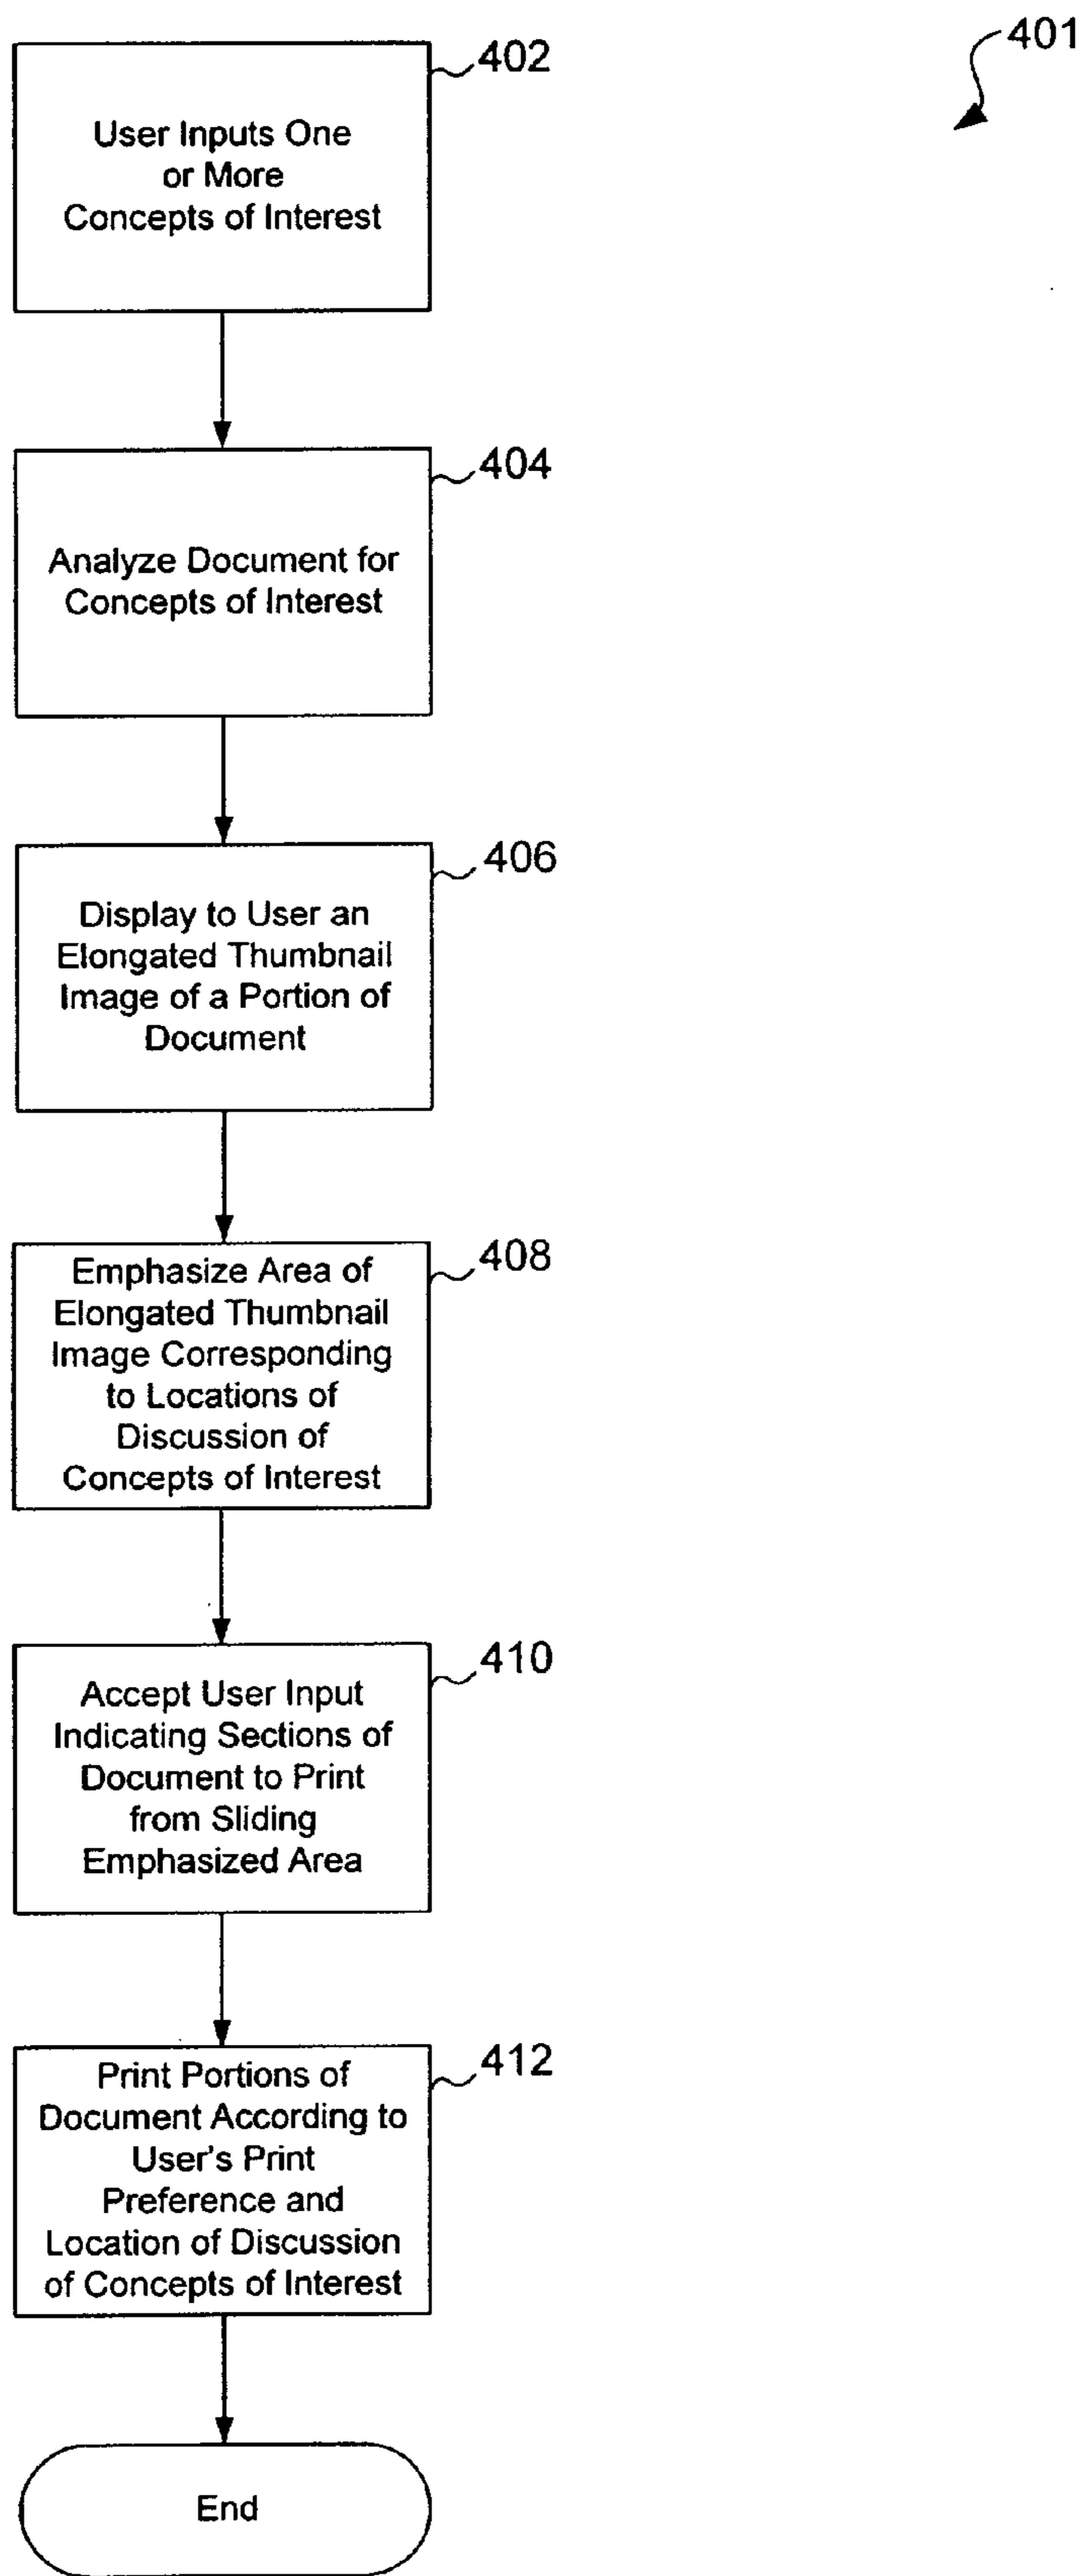 401
402
User Inputs One
or More
Concepts of Interest
404
Analyze Document for
Concepts of Interest
406
Display to User an
Elongated Thumbnail
Image of a Portion of
Document
408
Emphasize Area of
Elongated Thumbnail
Image Corresponding
to Locations of
Discussion of
Concepts of Interest
410
Accept User Input
Indicating Sections of
Document to Print
from Sliding
Emphasized Area
412
Print Portions of
Document According to
User's Print
Preference and
Location of Discussion
of Concepts of Interest
End